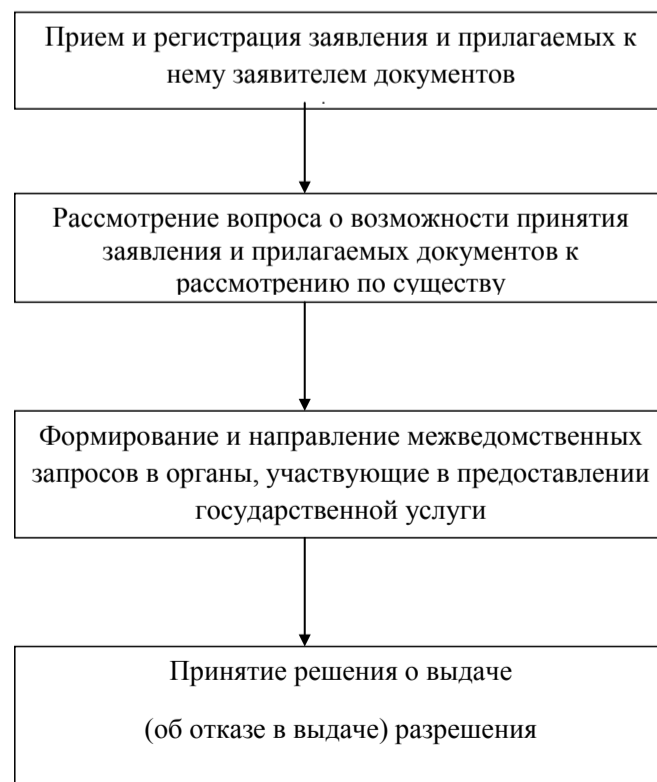 Прием и регистрация заявления и прилагаемых к
нему заявителем документов
Рассмотрение вопроса о возможности принятия
заявления и прилагаемых документов к
рассмотрению по существу
Формирование и направление межведомственных
запросов в органы, участвующие в предоставлении
государственной услуги
Принятие решения о выдаче
(об отказе в выдаче) разрешения